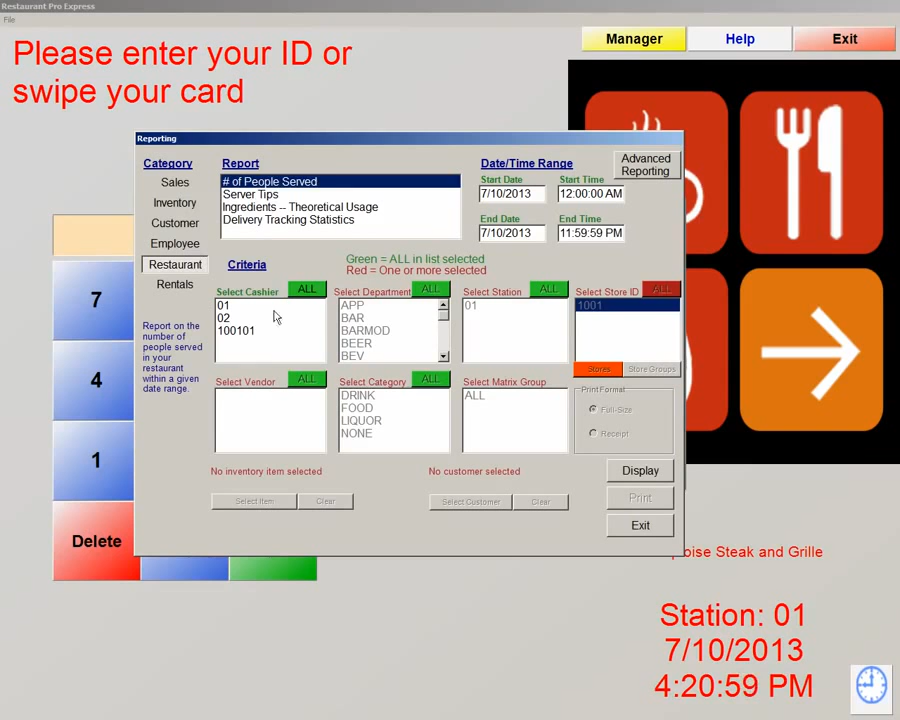 Restaurant Pro Express
File
Please enter your ID or
swipe your card
Manager
Help
Exit
Reporting
Category
Sales
Inventory
Customer
Employee
Restaurant
Rentals
Report on the
number of
people served
in your
restaurant
within a given
date range.
Report
# of People Served
Server Tips
Ingredients -- Theoretical Usage
Delivery Tracking Statistics
Date/Time Range
Advanced
Reporting
Start Date
Start Time
7/10/2013
12:00:00 AM
End Date
End Time
7/10/2013
11:59:59 PM
Criteria
Green = ALL in list selected
Red = One or more selected
Select Cashier
ALL
01
02
100101
Select Department
ALL
APP
BAR
BARMOD
BEER
BEV
Select Station
ALL
01
Select Store ID
ALL
1001
Stores
Store Groups
Select Vendor
ALL
Select Category
ALL
DRINK
FOOD
LIQUOR
NONE
Select Matrix Group
ALL
Print Format
Full-Size
Receipt
No inventory item selected
No customer selected
Select Item
Clear
Select Customer
Clear
Display
Print
Exit
7
4
1
Delete
oise Steak and Grille
Station: 01
7/10/2013
4:20:59 PM